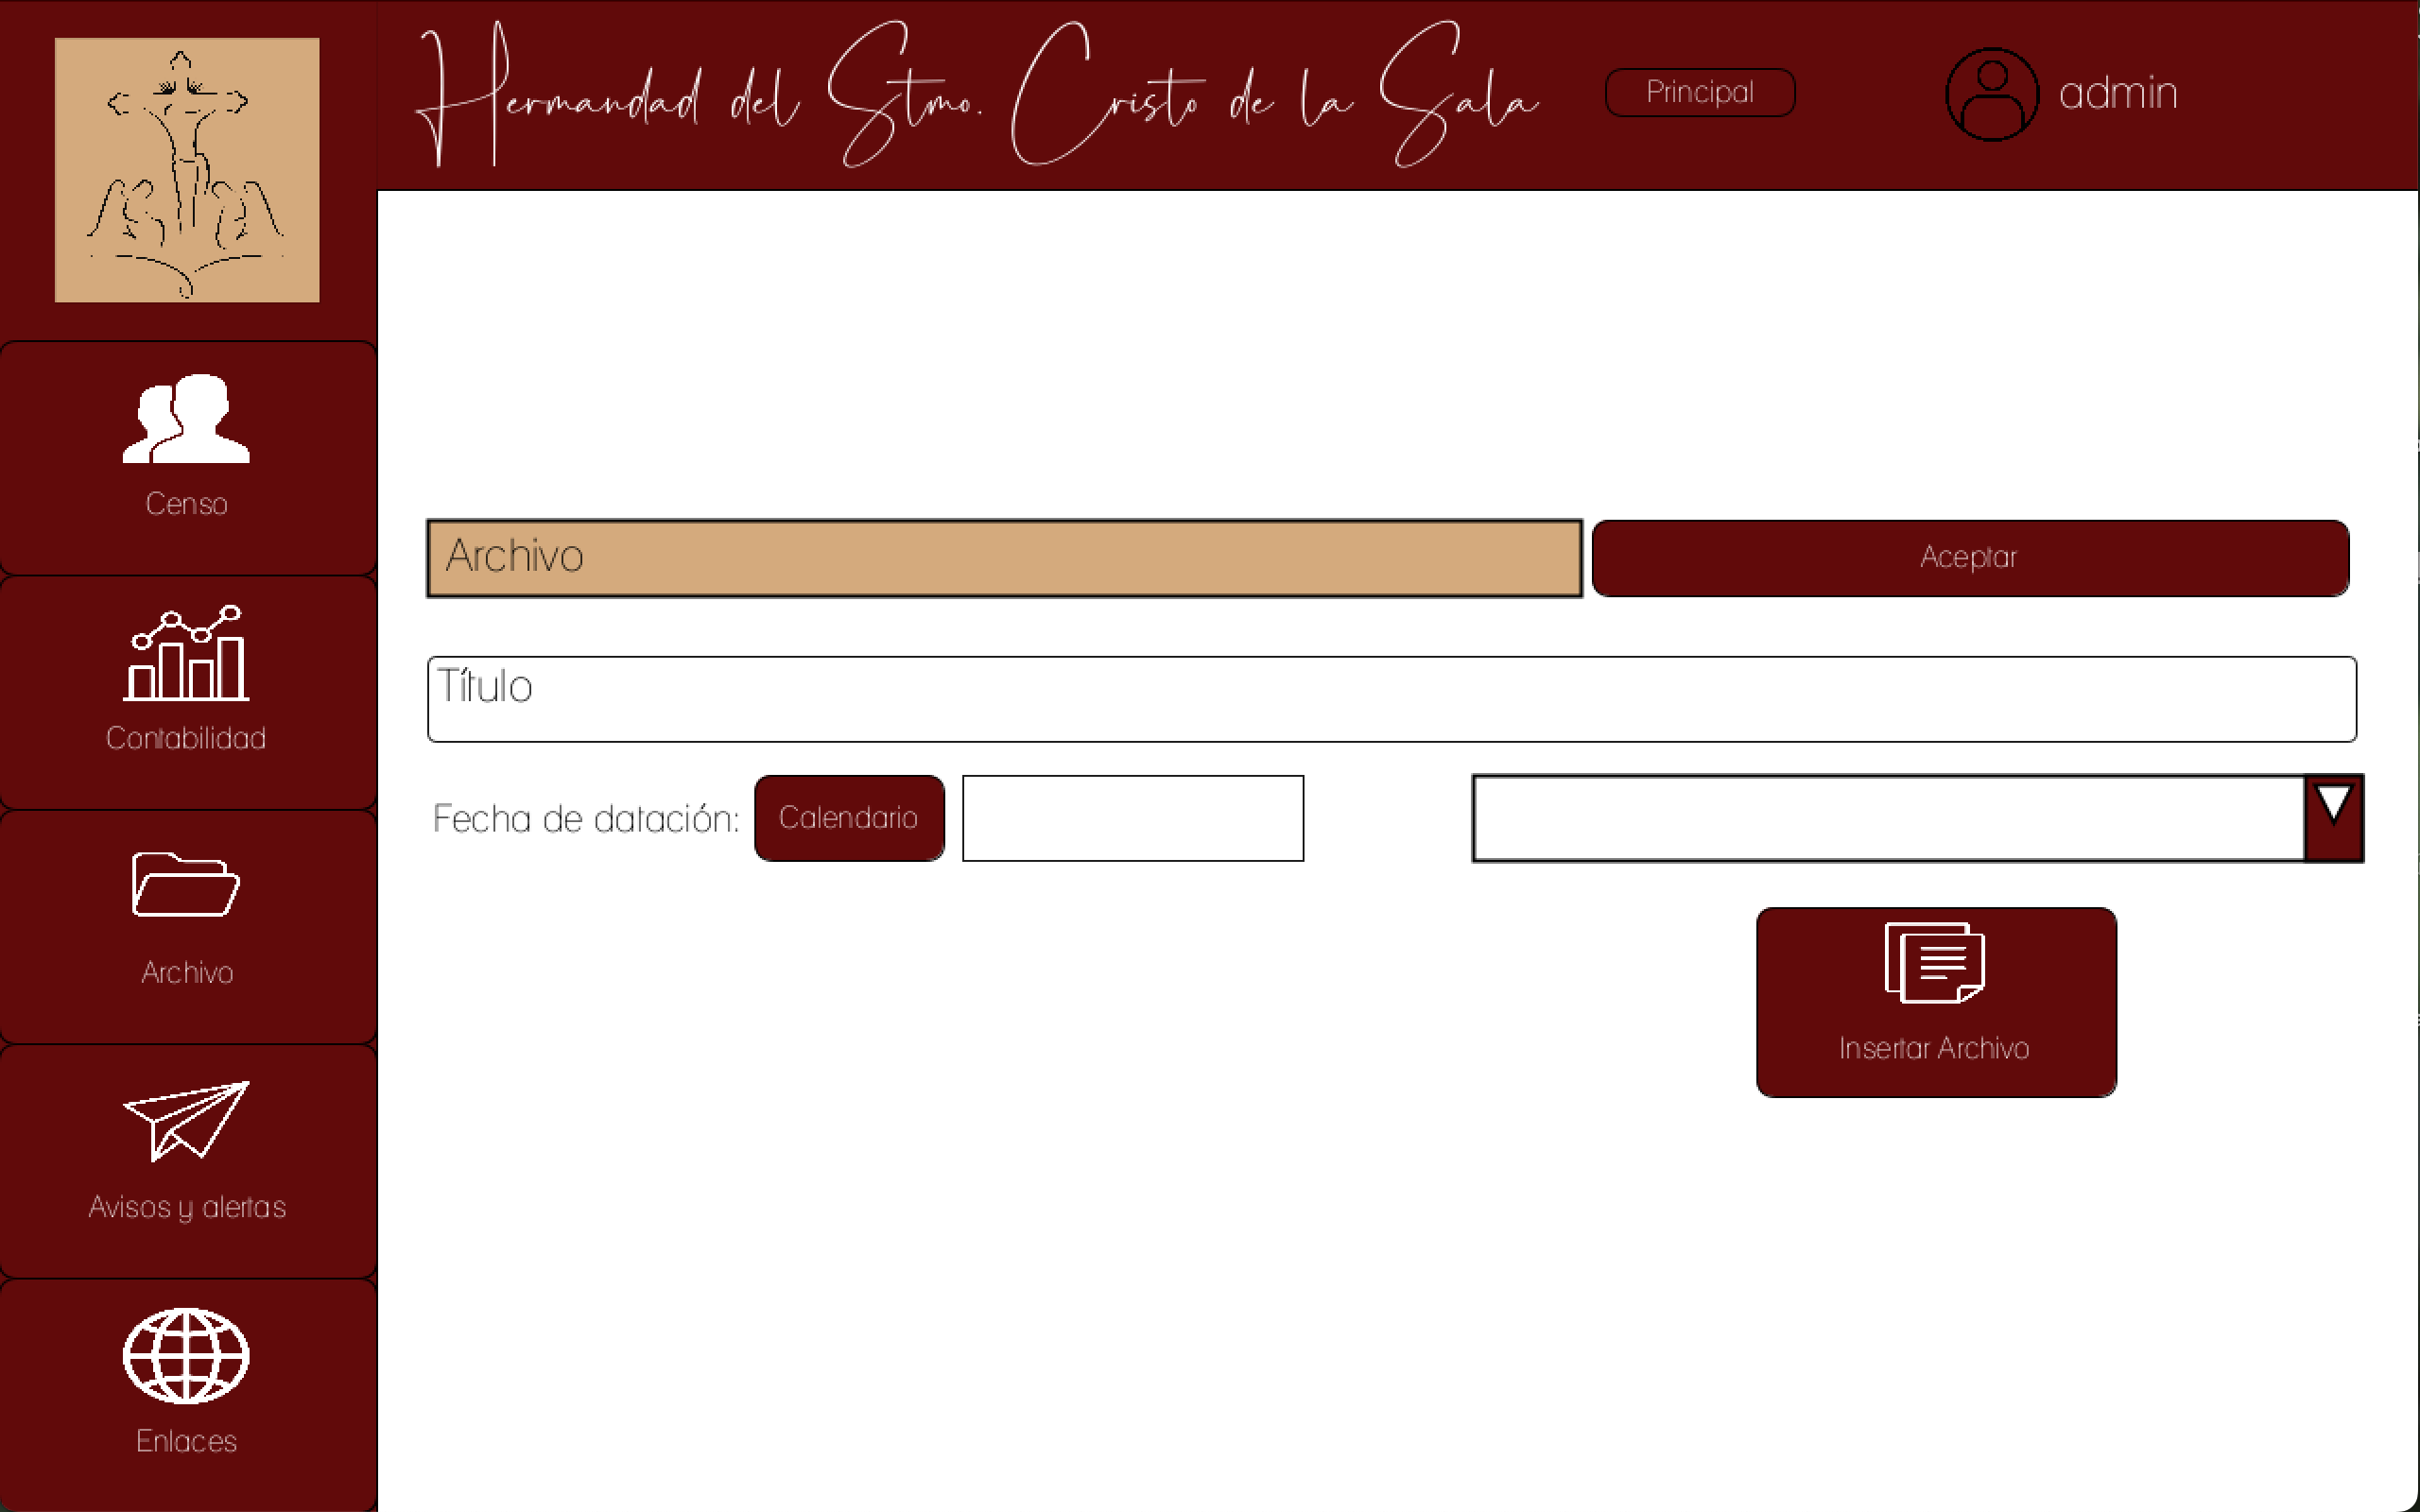 Hermandad del Stmo. Cristo de la Sala
Principal
admin
Censo
Contabilidad
Archivo
Avisos y alertas
Enlaces
Archivo
Aceptar
Título
Fecha de datación:
Calendario
Insertar Archivo